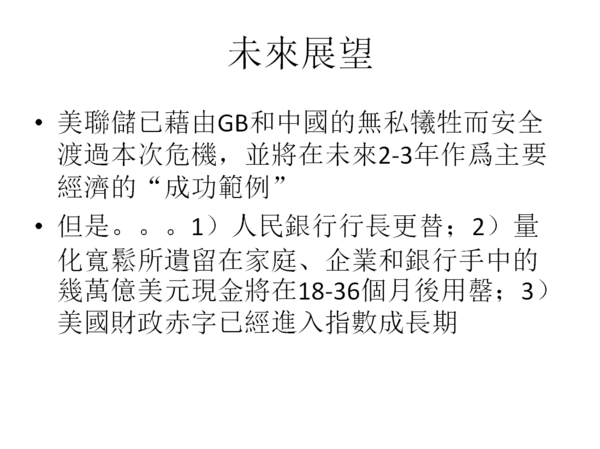 未來展望
• 美聯儲已藉由GB和中國的無私犧牲而安全
渡過本次危機，並將在未來2-3年作爲主要
經濟的“成功範例”
• 但是。。。1）人民銀行行長更替；2）量
化寬鬆所遺留在家庭、企業和銀行手中的
幾萬億美元現金將在18-36個月後用罄；3）
美國財政赤字已經進入指數成長期